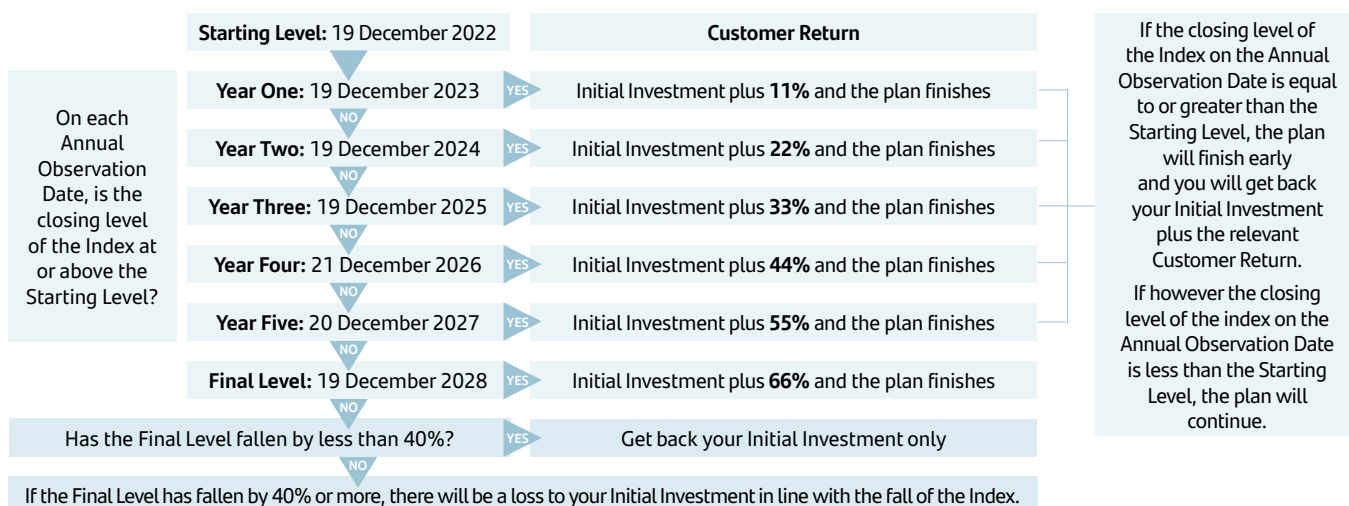 Starting Level: 19 December 2022
Customer Return
On each
Annual
Observation
Date, is the
closing level
of the Index at
or above the
Starting Level?
Year One: 19 December 2023
YES
Initial Investment plus 11% and the plan finishes
NO
Year Two: 19 December 2024
YES
Initial Investment plus 22% and the plan finishes
NO
Year Three: 19 December 2025
YES
Initial Investment plus 33% and the plan finishes
NO
Year Four: 21 December 2026
YES
Initial Investment plus 44% and the plan finishes
NO
Year Five: 20 December 2027
YES
Initial Investment plus 55% and the plan finishes
NO
Final Level: 19 December 2028
YES
Initial Investment plus 66% and the plan finishes
NO
Has the Final Level fallen by less than 40%?
YES
Get back your Initial Investment only
NO
If the Final Level has fallen by 40% or more, there will be a loss to your Initial Investment in line with the fall of the Index.
If the closing level of
the Index on the Annual
Observation Date is equal
to or greater than the
Starting Level, the plan
will finish early
and you will get back
your Initial Investment
plus the relevant
Customer Return.
If however the closing
level of the index on the
Annual Observation Date
is less than the Starting
Level, the plan will
continue.